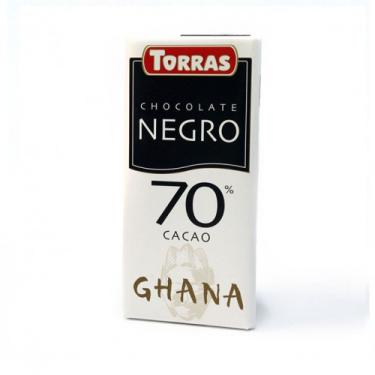 TORRAS
CHOCOLATE
NEGRO
70%
CACAO
GHANA